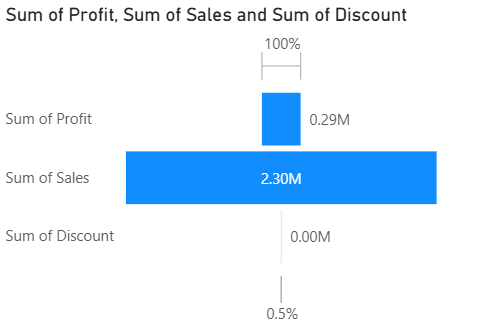 Sum of Profit, Sum of Sales and Sum of Discount
100%
Sum of Profit 0.29M
Sum of Sales 2.30M
Sum of Discount 0.00M
0.5%